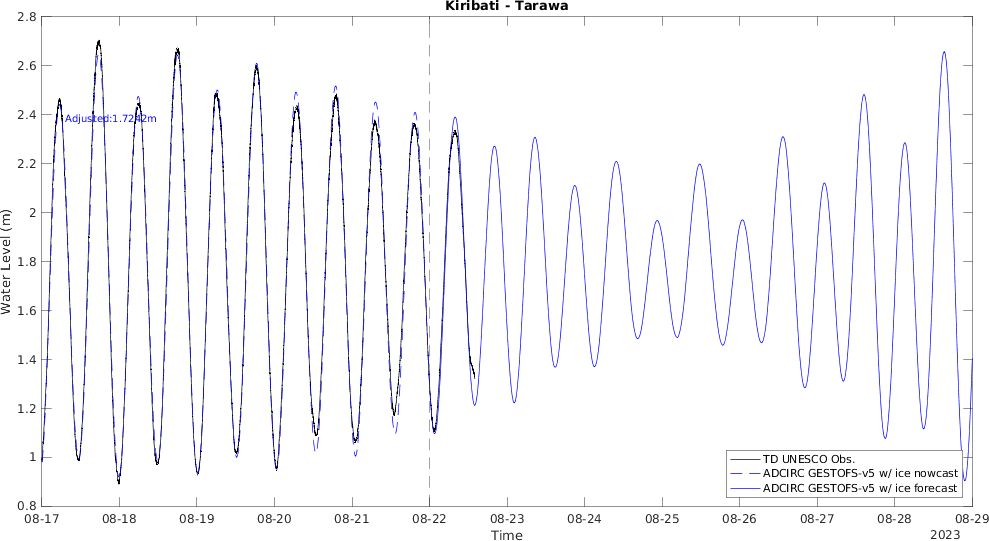 Kiribati - Tarawa
2.8
2.6
2.4
2.2
2
1.8
1.6
1.4
1.2
1
0.8
Water Level (m)
Adjusted:1.7242m
TD UNESCO Obs.
ADCIRC GESTOFS-v5 w/ ice nowcast
ADCIRC GESTOFS-v5 w/ ice forecast
08-17 08-18 08-19 08-20 08-21 08-22 08-23 08-24 08-25 08-26 08-27 08-28 08-29
Time
2023